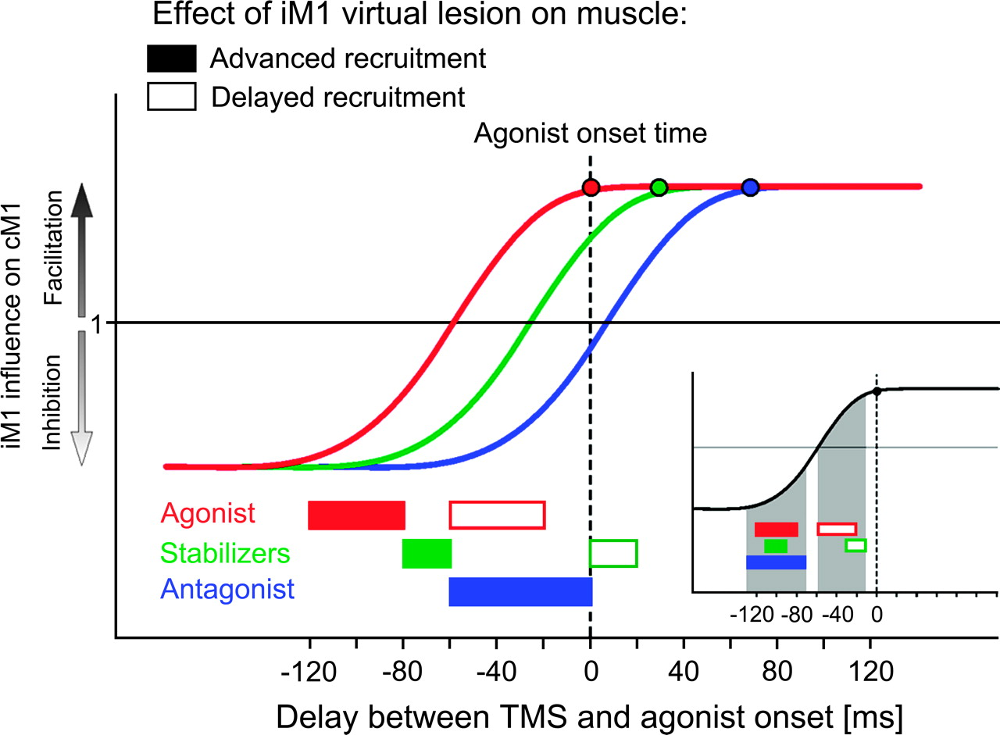 Effect of iM1 virtual lesion on muscle:
Advanced recruitment
Delayed recruitment
Agonist onset time
iM1 influence on cM1
Facilitation
Inhibition
1
Agonist
Stabilizers
Antagonist
-120 -80 -40 0
-120 -80 -40 0 40 80 120
Delay between TMS and agonist onset [ms]